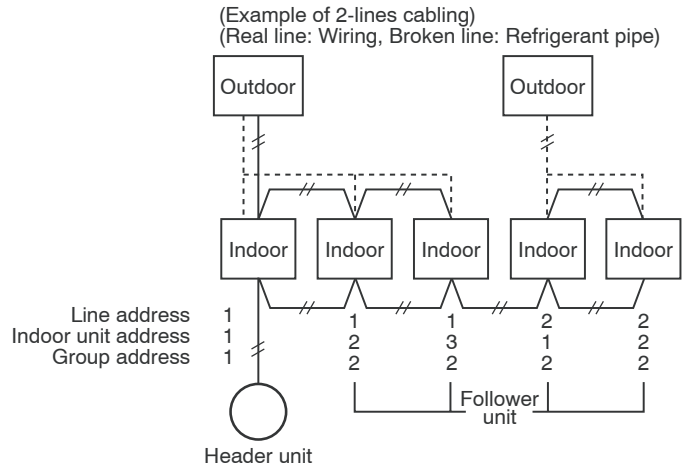 (Example of 2-lines cabling)
(Real line: Wiring, Broken line: Refrigerant pipe)
Outdoor Outdoor
Indoor Indoor Indoor Indoor Indoor
Line address 1 1 1 2 2
Indoor unit address 1 2 3 1 2
Group address 1 2 2 2 2
Follower
unit
Header unit